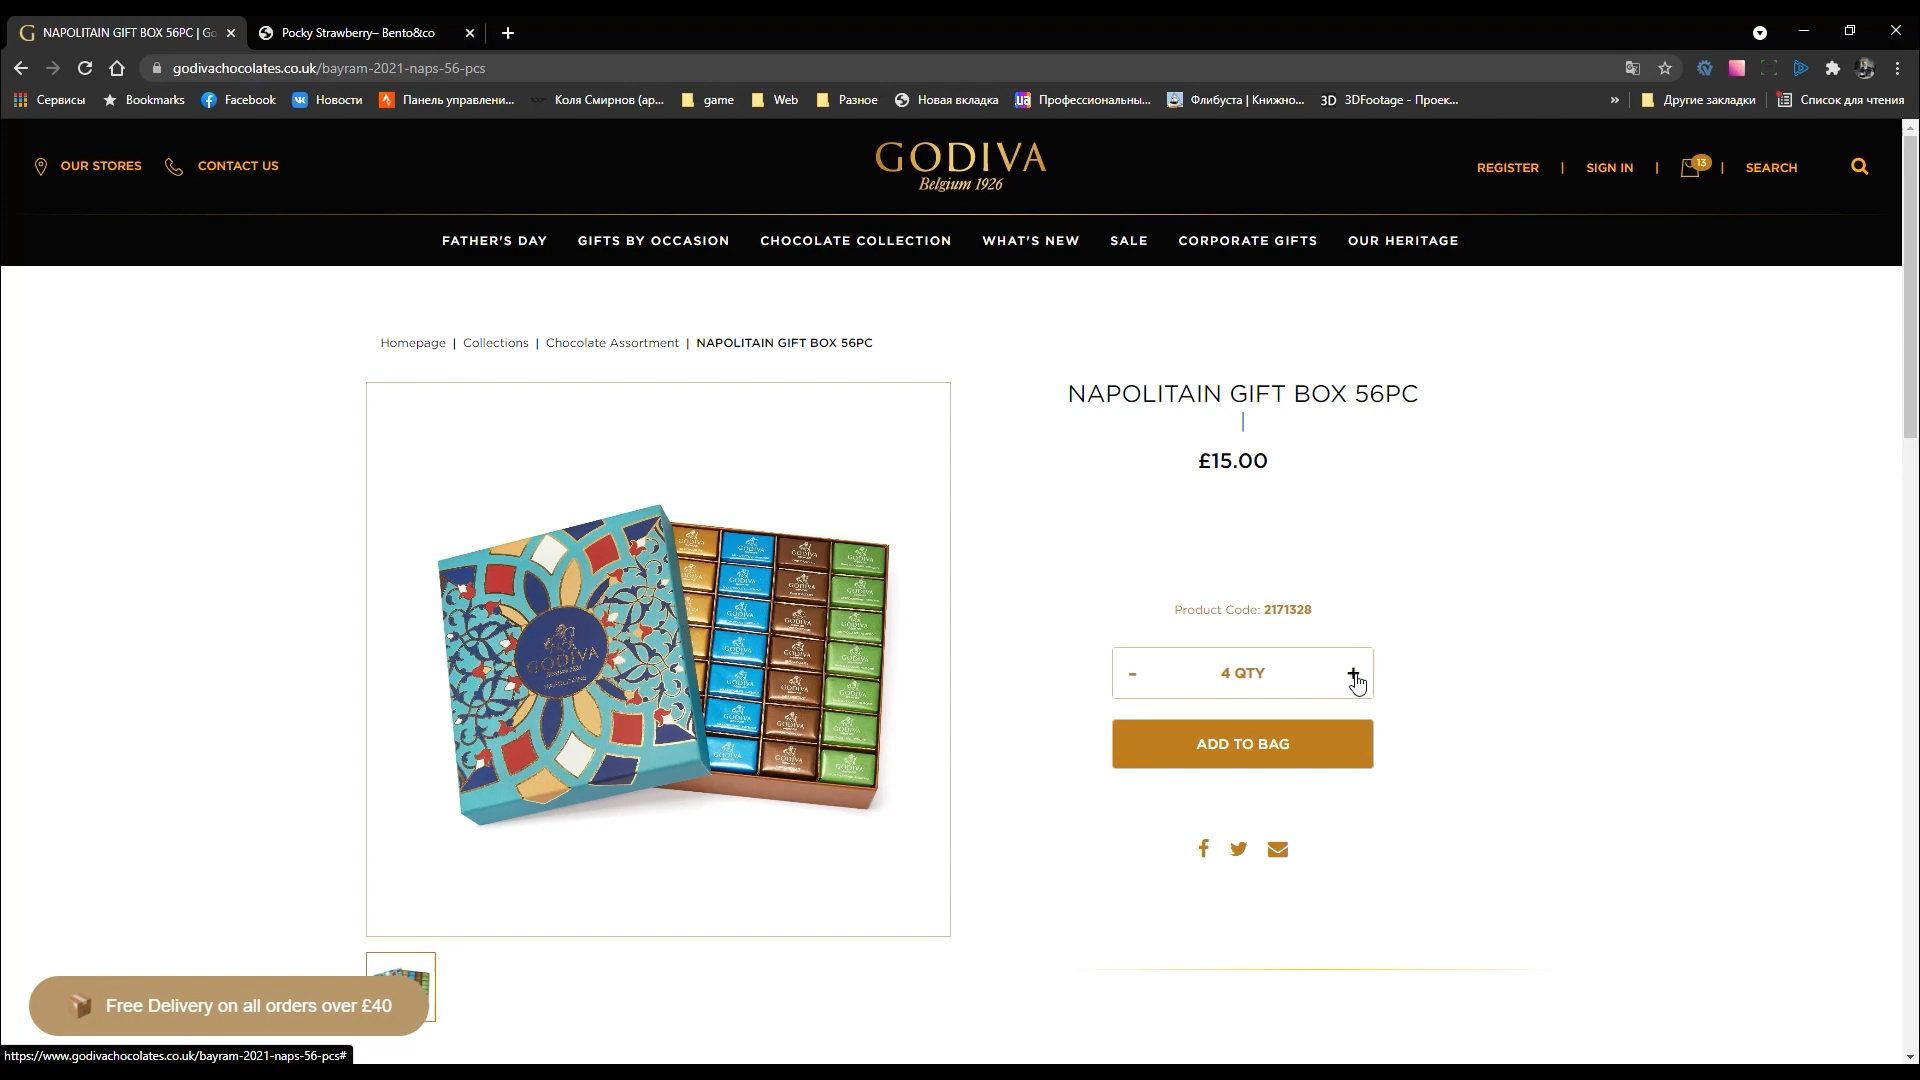 NAPOLITAIN GIFT BOX 56PC | Go
Pocky Strawberry– Bento&co
godivachocolates.co.uk/bayram-2021-naps-56-pcs
Сервисы
Bookmarks
Facebook
Новости
Панель управлени...
Коля Смирнов (ар...
game
Web
Разное
Новая вкладка
Профессиональны...
Флибуста | Книжно...
3D 3DFootage - Проек...
»
Другие закладки
Список для чтения
OUR STORES
CONTACT US
GODIVA
Belgium 1926
REGISTER | SIGN IN | 13 | SEARCH
FATHER'S DAY GIFTS BY OCCASION CHOCOLATE COLLECTION WHAT'S NEW SALE CORPORATE GIFTS OUR HERITAGE
Homepage | Collections | Chocolate Assortment | NAPOLITAIN GIFT BOX 56PC
NAPOLITAIN GIFT BOX 56PC
£15.00
Product Code: 2171328
- 4 QTY +
ADD TO BAG
GODIVA
Free Delivery on all orders over £40
https://www.godivachocolates.co.uk/bayram-2021-naps-56-pcs#